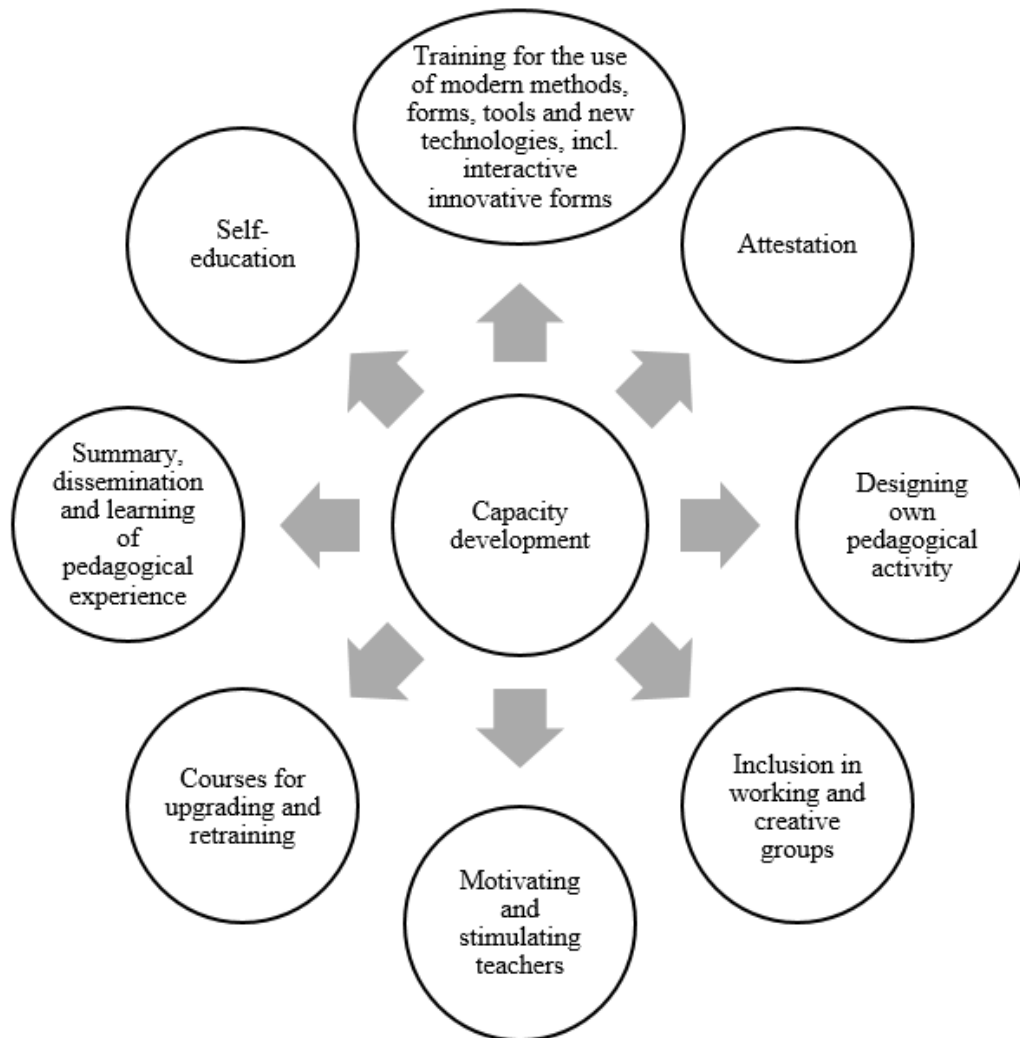 Training for the use
of modern methods,
forms, tools and new
technologies, incl.
interactive
innovative forms
Self-
education
Attestation
Summary,
dissemination
and learning
of
pedagogical
experience
Capacity
development
Designing
own
pedagogical
activity
Courses for
upgrading and
retraining
Inclusion in
working and
creative
groups
Motivating
and
stimulating
teachers